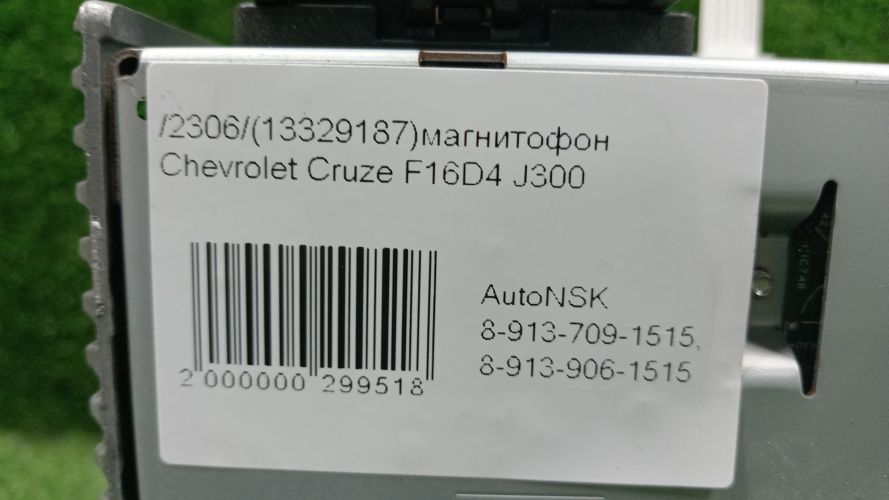 /2306/(13329187)магнитофон
Chevrolet Cruze F16D4 J300
AutoNSK
8-913-709-1515,
8-913-906-1515
2 000000 299518